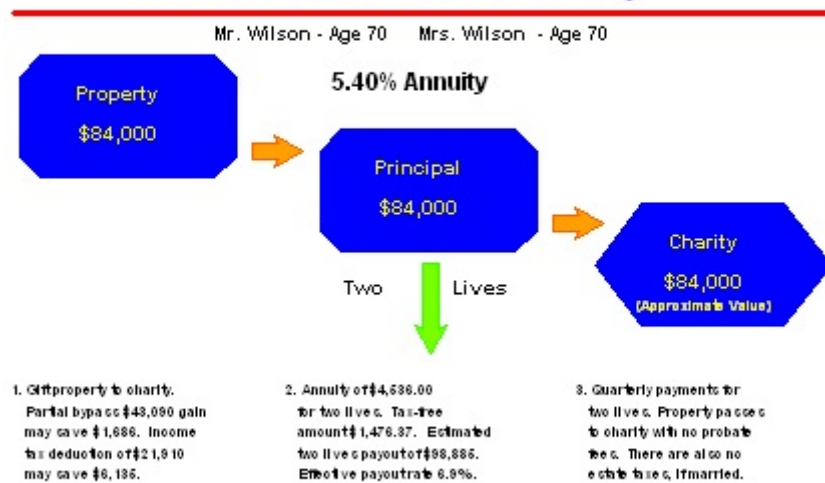 Mr. Wilson - Age 70 Mrs. Wilson - Age 70
5.40% Annuity
Property
$84,000
Principal
$84,000
Charity
$84,000
(Approximate Value)
Two Lives
1. Gift property to charity.
Partial bypass $43,090 gain
may save $1,686. Income
tax deduction of $21,910
may save $6,135.
2. Annuity of $4,536.00
for two lives. Tax-free
amount $1,476.37. Estimated
two lives payout of $98,885.
Effective payout rate 6.9%.
3. Quarterly payments for
two lives. Property passes
to charity with no probate
fees. There are also no
estate taxes, if married.